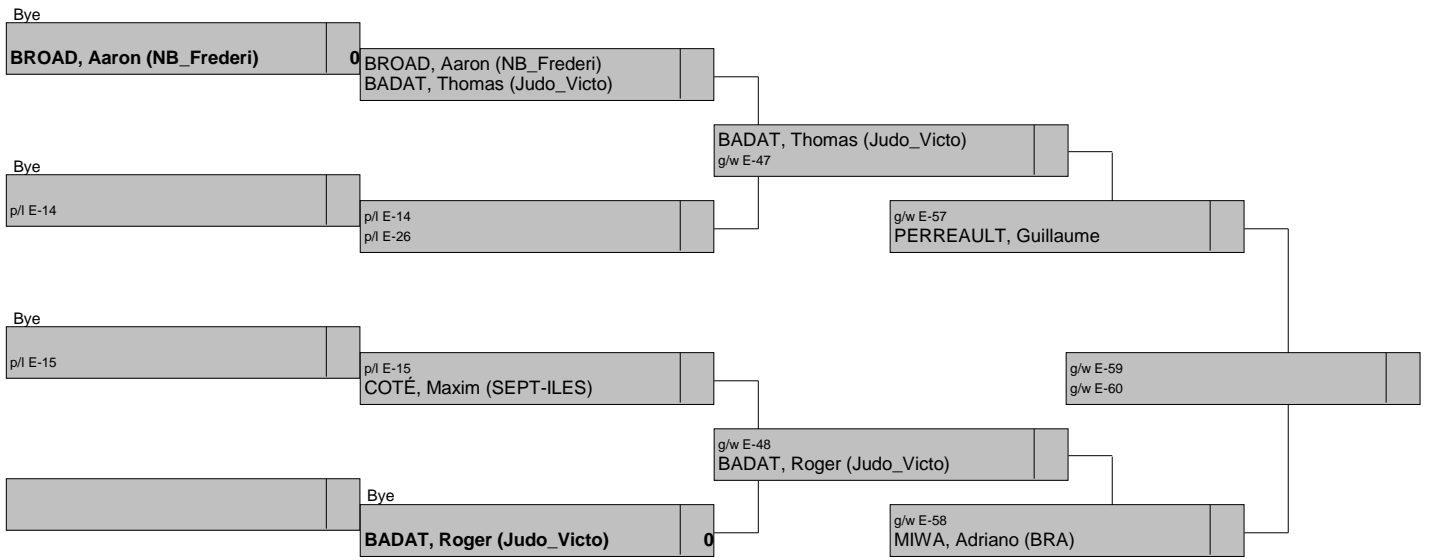 Bye
BROAD, Aaron (NB_Frederi) 0
BROAD, Aaron (NB_Frederi)
BADAT, Thomas (Judo_Victo)
BADAT, Thomas (Judo_Victo)
g/w E-47
Bye
p/l E-14
p/l E-14
p/l E-26
g/w E-57
PERREAULT, Guillaume
Bye
p/l E-15
p/l E-15
COTÉ, Maxim (SEPT-ILES)
g/w E-59
g/w E-60
g/w E-48
BADAT, Roger (Judo_Victo)
Bye
BADAT, Roger (Judo_Victo) 0
g/w E-58
MIWA, Adriano (BRA)